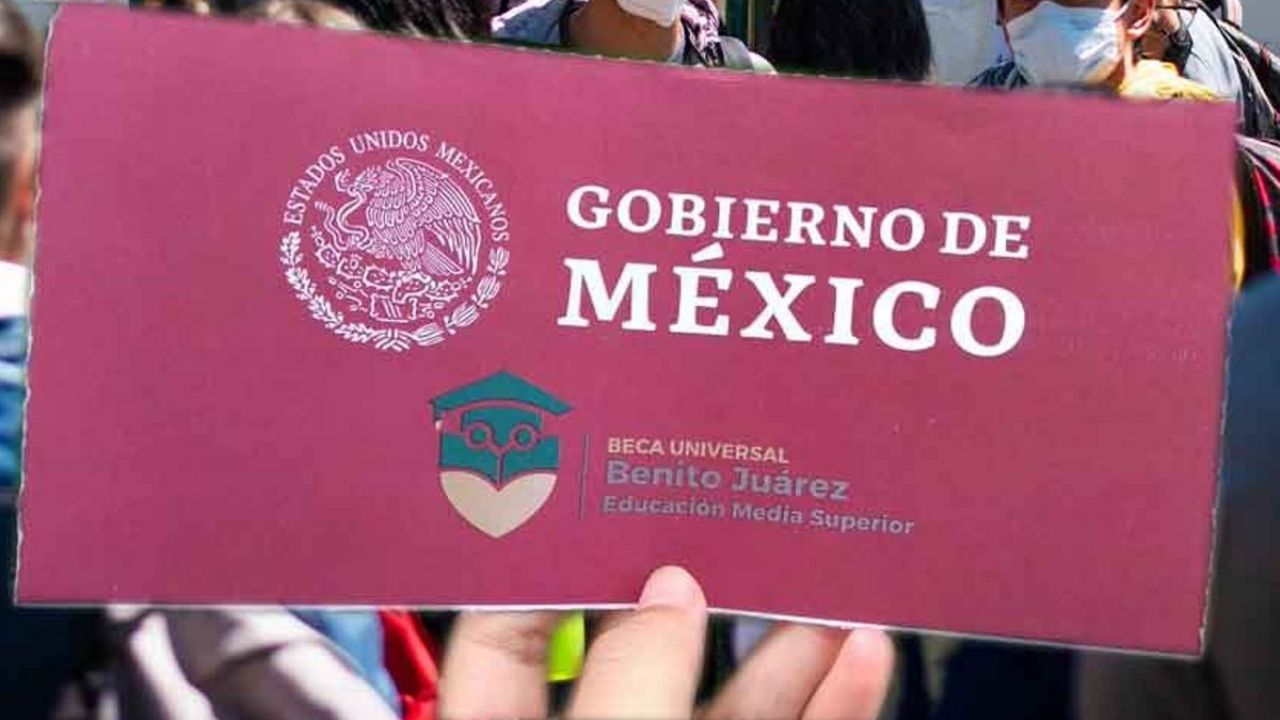 ESTADOS UNIDOS MEXICANOS
GOBIERNO DE
MÉXICO
BECA UNIVERSAL
Benito Juárez
Educación Media Superior